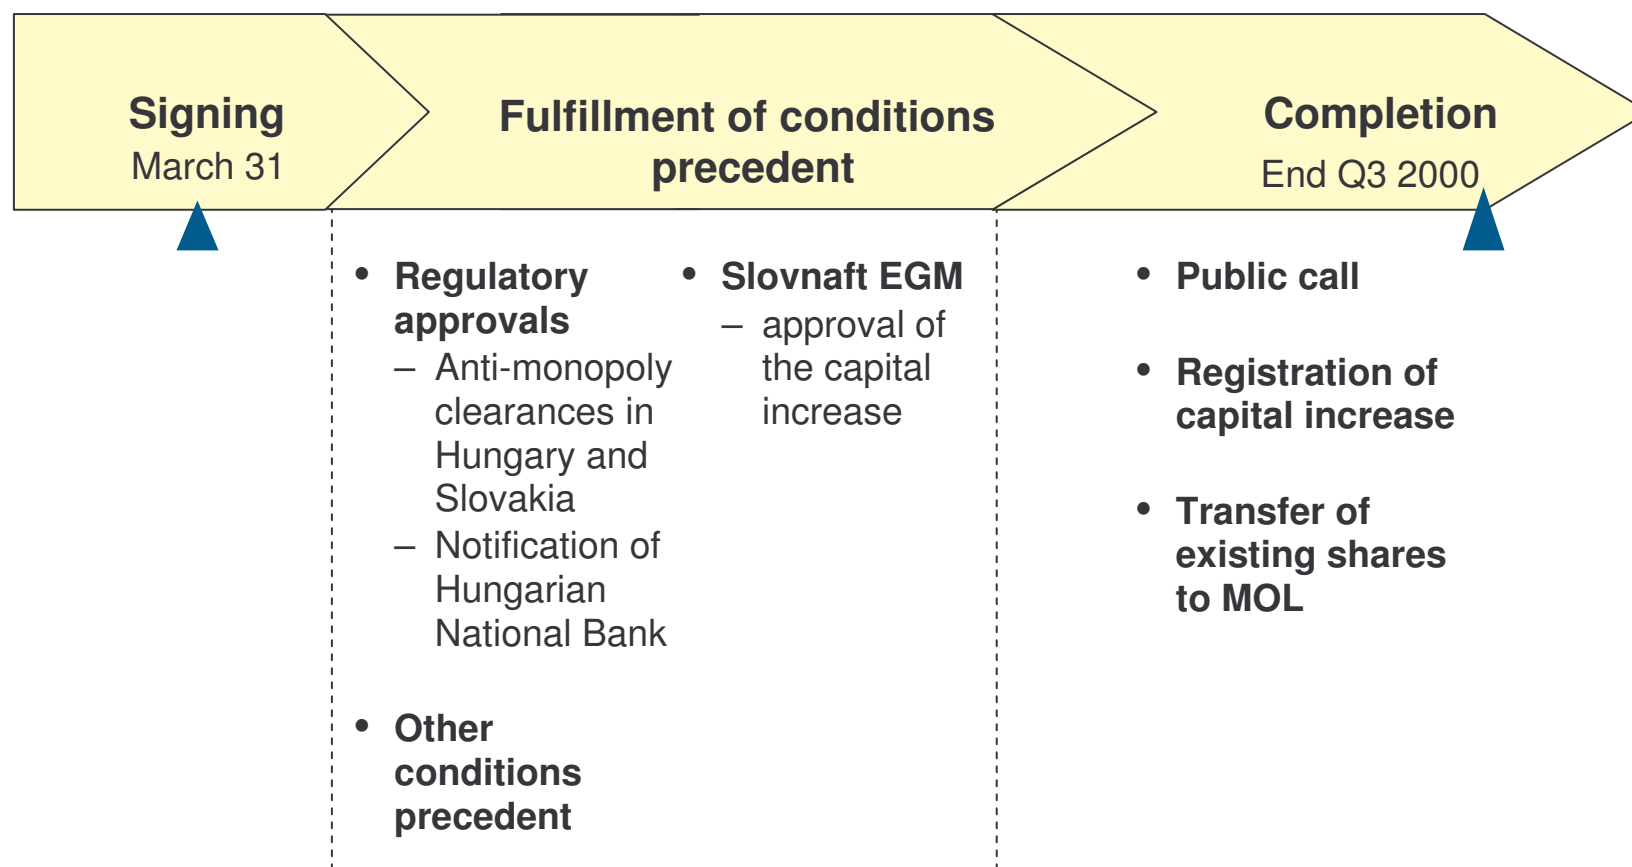 Signing
March 31
Fulfillment of conditions
precedent
Completion
End Q3 2000
• Regulatory
approvals
– Anti-monopoly
clearances in
Hungary and
Slovakia
– Notification of
Hungarian
National Bank
• Other
conditions
precedent
• Slovnaft EGM
– approval of
the capital
increase
• Public call
• Registration of
capital increase
• Transfer of
existing shares
to MOL